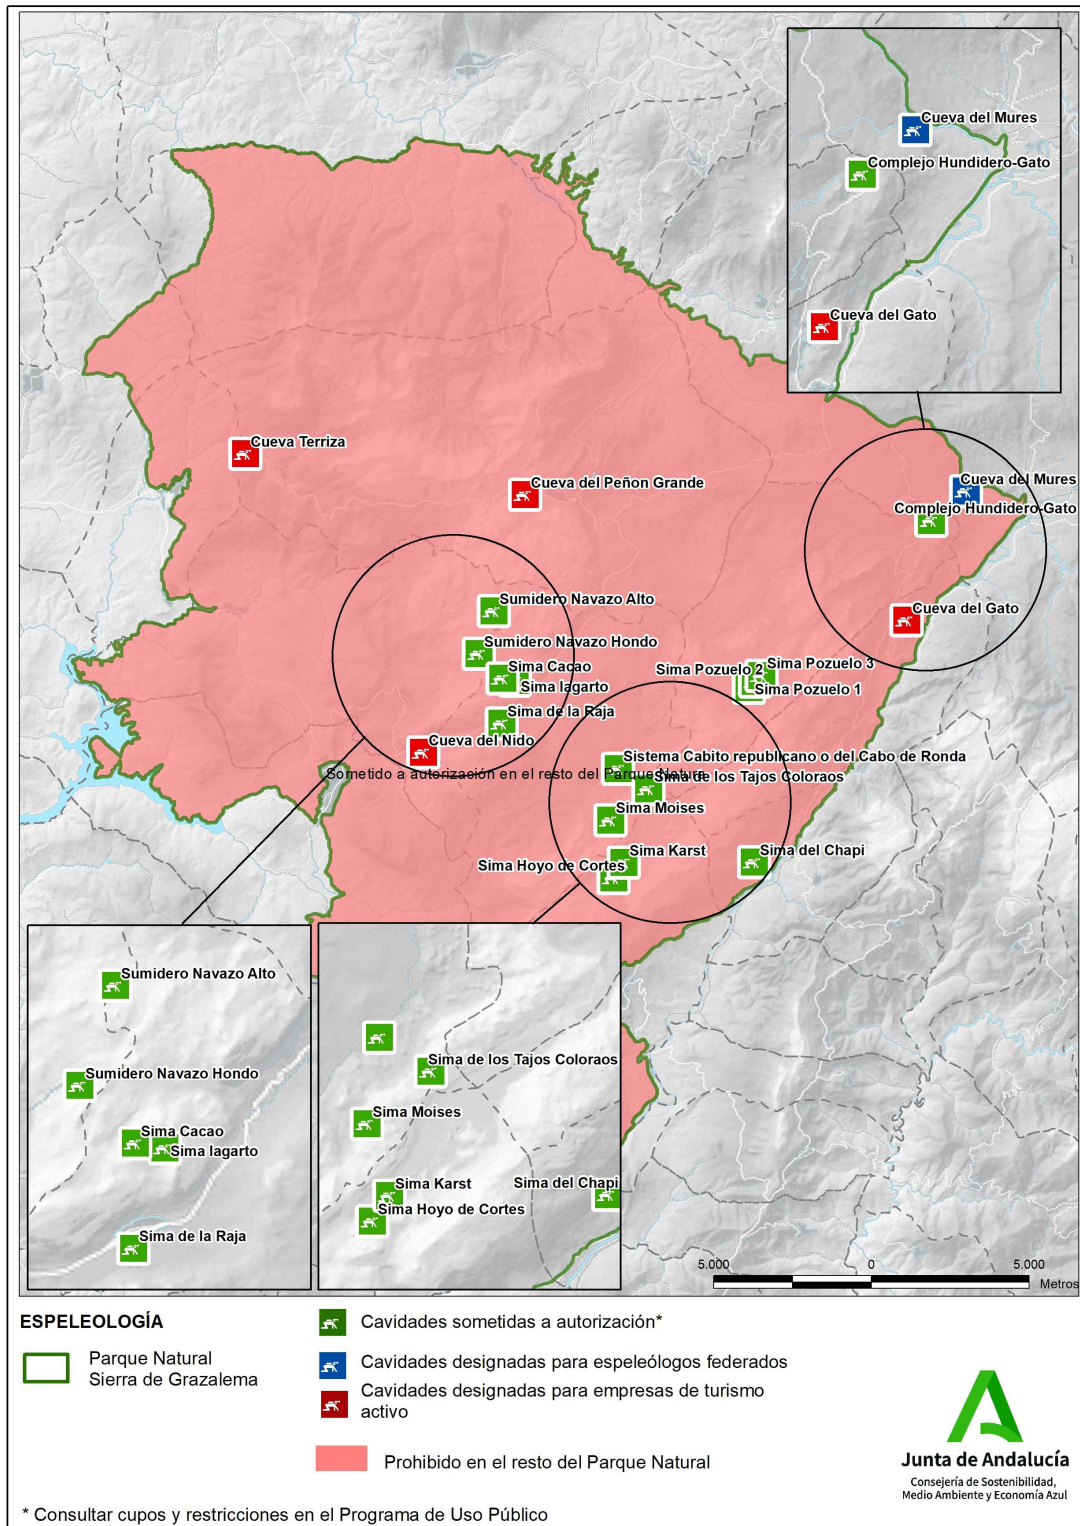 Cueva del Mures
Complejo Hundidero-Gato
Cueva del Gato
Cueva Terriza
Cueva del Peñon Grande
Cueva del Mures
Complejo Hundidero-Gato
Cueva del Gato
Sumidero Navazo Alto
Sumidero Navazo Hondo
Sima Cacao
Sima lagarto
Sima Pozuelo 2
Sima Pozuelo 3
Sima Pozuelo 1
Sima de la Raja
Cueva del Nido
Sistema Cabito republicano o del Cabo de Ronda
Sometido a autorización en el resto del Parque Natura
Sima de los Tajos Coloraos
Sima Moises
Sima Karst
Sima Hoyo de Cortes
Sima del Chapi
Sumidero Navazo Alto
Sumidero Navazo Hondo
Sima Cacao
Sima lagarto
Sima de la Raja
Sima de los Tajos Coloraos
Sima Moises
Sima Karst
Sima del Chapi
Sima Hoyo de Cortes
5.000 0 5.000
Metros
ESPELEOLOGÍA
Parque Natural
Sierra de Grazalema
Cavidades sometidas a autorización*
Cavidades designadas para espeleólogos federados
Cavidades designadas para empresas de turismo
activo
Prohibido en el resto del Parque Natural
Junta de Andalucía
Consejería de Sostenibilidad,
Medio Ambiente y Economía Azul
* Consultar cupos y restricciones en el Programa de Uso Público